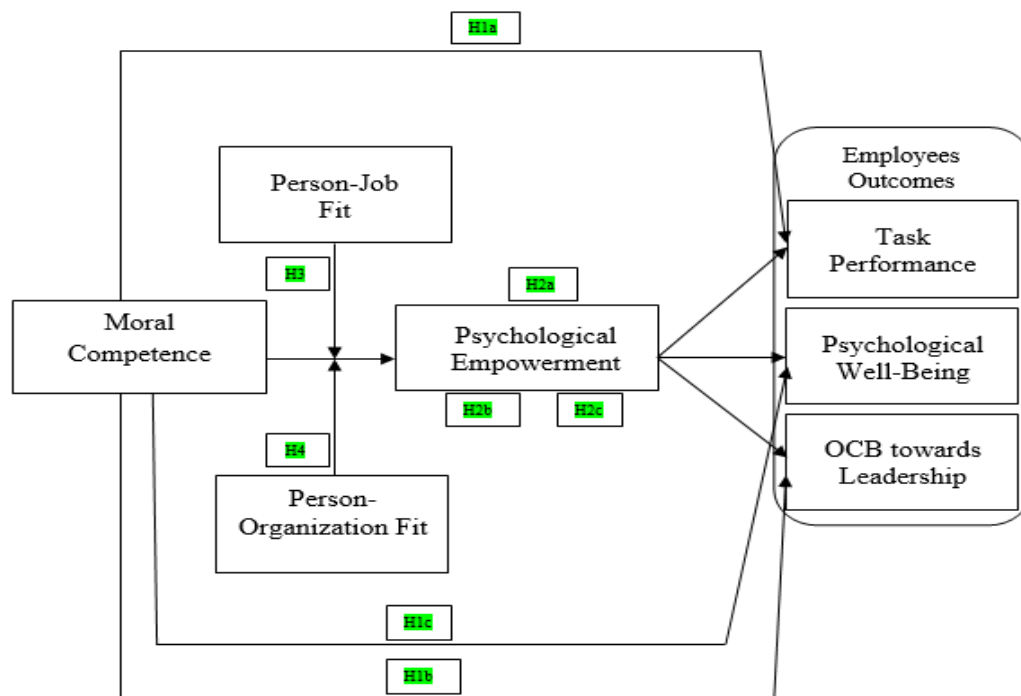 H1a
Employees
Outcomes
Person-Job
Fit
Task
Performance
H3
H2a
Moral
Competence
Psychological
Empowerment
Psychological
Well-Being
H2b
H2c
H4
OCB towards
Leadership
Person-
Organization Fit
H1c
H1b